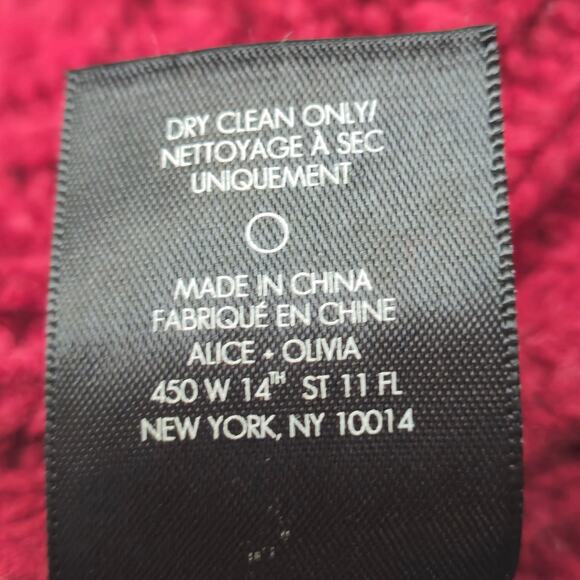 DRY CLEAN ONLY/
NETTOYAGE À SEC
UNIQUEMENT
MADE IN CHINA
FABRIQUÉ EN CHINE
ALICE + OLIVIA
450 W 14TH ST 11 FL
NEW YORK, NY 10014